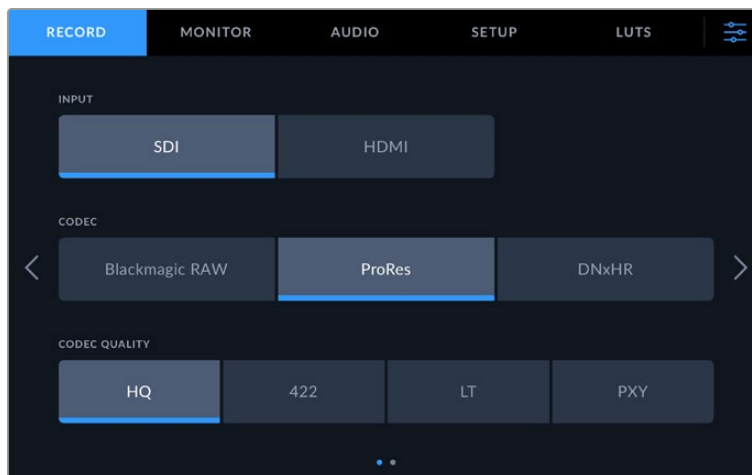 RECORD MONITOR AUDIO SETUP LUTS
INPUT
SDI HDMI
CODEC
Blackmagic RAW ProRes DNxHR
CODEC QUALITY
HQ 422 LT PXY